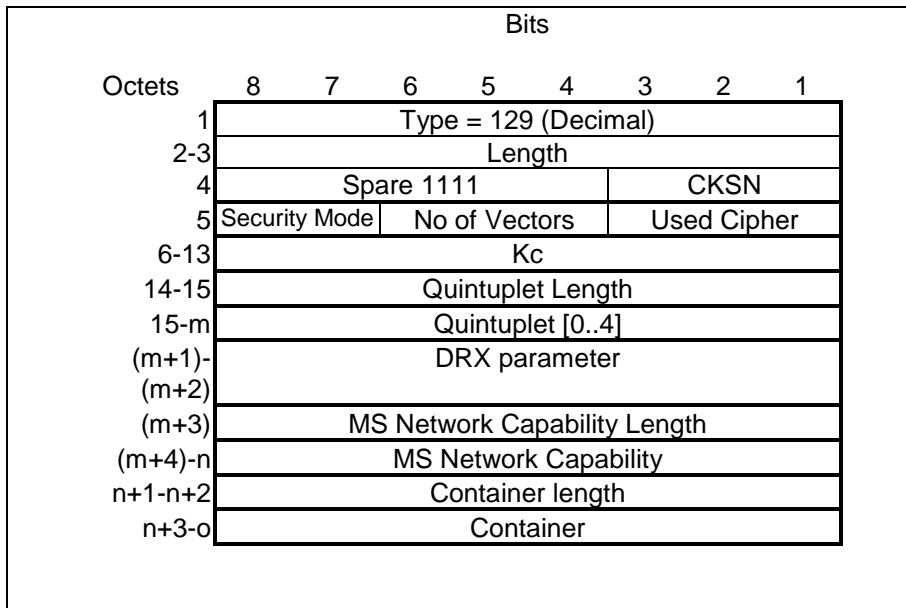 Bits
Octets 8 7 6 5 4 3 2 1
1 Type = 129 (Decimal)
2-3 Length
4 Spare 1111 CKSN
5 Security Mode No of Vectors Used Cipher
6-13 Kc
14-15 Quintuplet Length
15-m Quintuplet [0..4]
(m+1)- DRX parameter
(m+2)
(m+3) MS Network Capability Length
(m+4)-n MS Network Capability
n+1-n+2 Container length
n+3-o Container